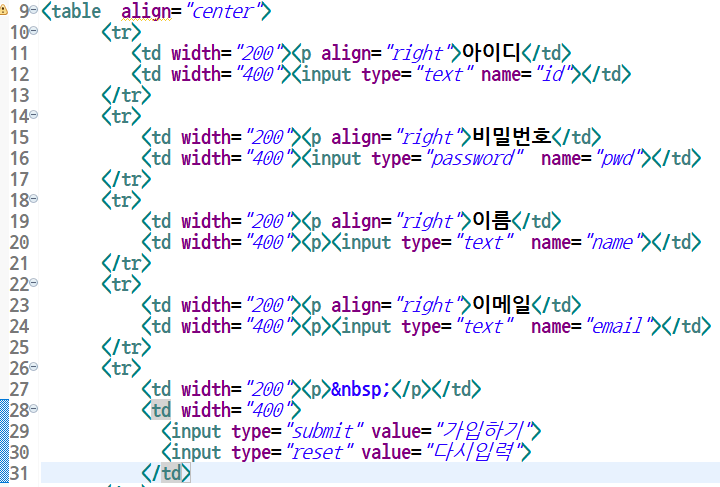 9 <table  align="center">
10 <tr>
11 <td width="200"><p align="right">아이디</td>
12 <td width="400"><input type="text" name="id"></td>
13 </tr>
14 <tr>
15 <td width="200"><p align="right">비밀번호</td>
16 <td width="400"><input type="password"  name="pwd"></td>
17 </tr>
18 <tr>
19 <td width="200"><p align="right">이름</td>
20 <td width="400"><p><input type="text"  name="name"></td>
21 </tr>
22 <tr>
23 <td width="200"><p align="right">이메일</td>
24 <td width="400"><p><input type="text"  name="email"></td>
25 </tr>
26 <tr>
27 <td width="200"><p>&nbsp;</p></td>
28 <td width="400">
29 <input type="submit" value="가입하기">
30 <input type="reset" value="다시입력">
31 </td>